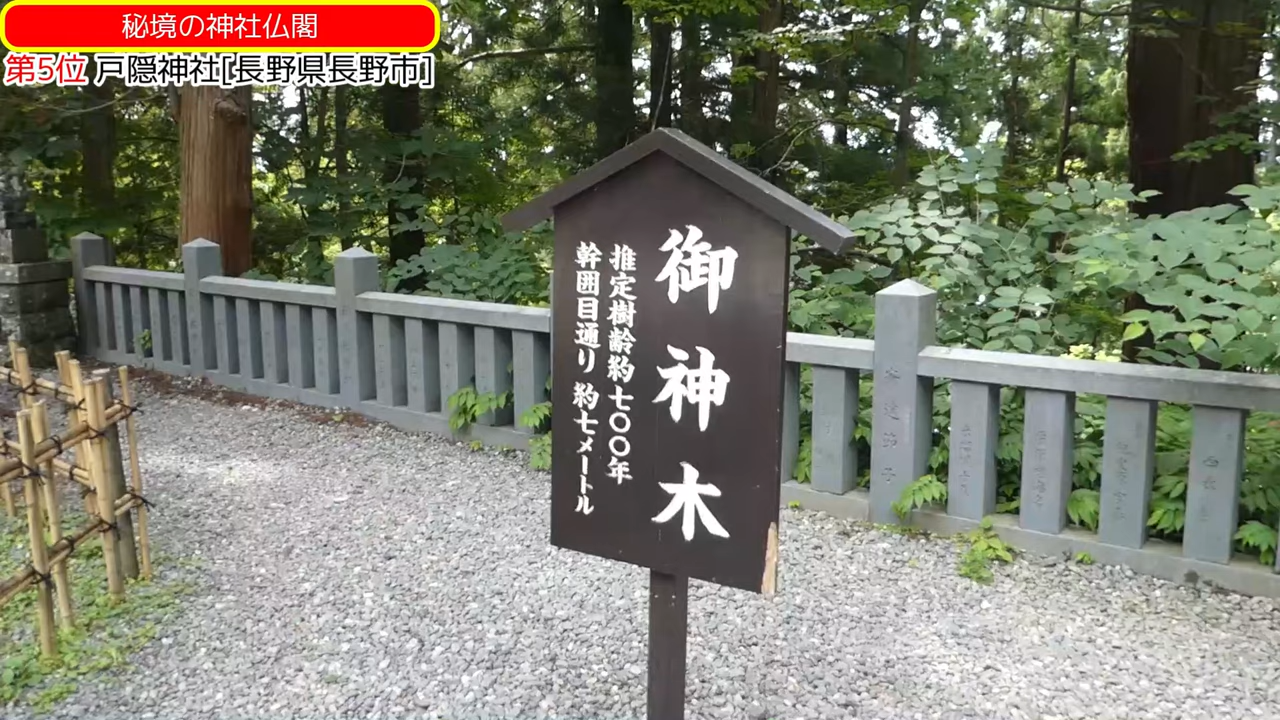 秘境の神社仏閣
第5位 戸隠神社[長野県長野市]
御神木
推定樹齢約七〇〇年
幹囲目通り 約七メートル